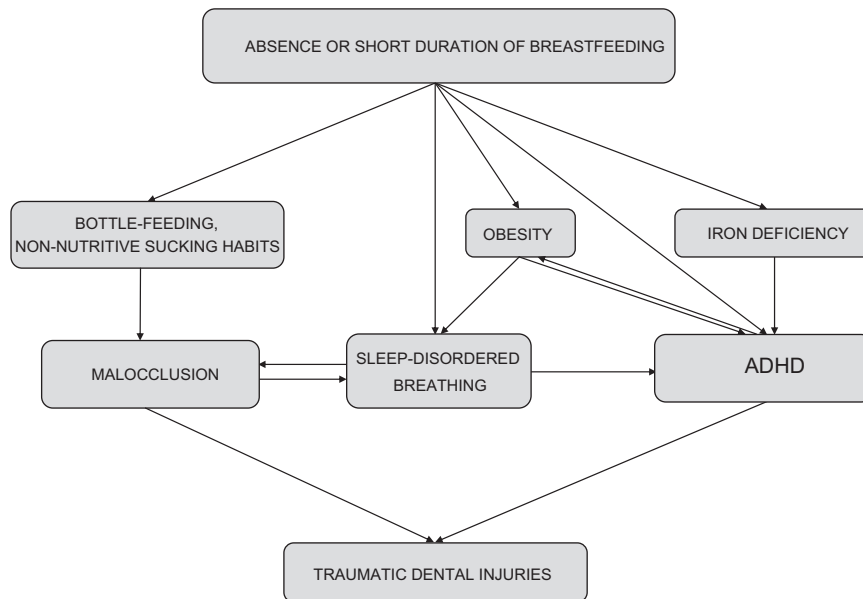 ABSENCE OR SHORT DURATION OF BREASTFEEDING
BOTTLE-FEEDING,
NON-NUTRITIVE SUCKING HABITS
OBESITY
IRON DEFICIENCY
MALOCCLUSION
SLEEP-DISORDERED
BREATHING
ADHD
TRAUMATIC DENTAL INJURIES